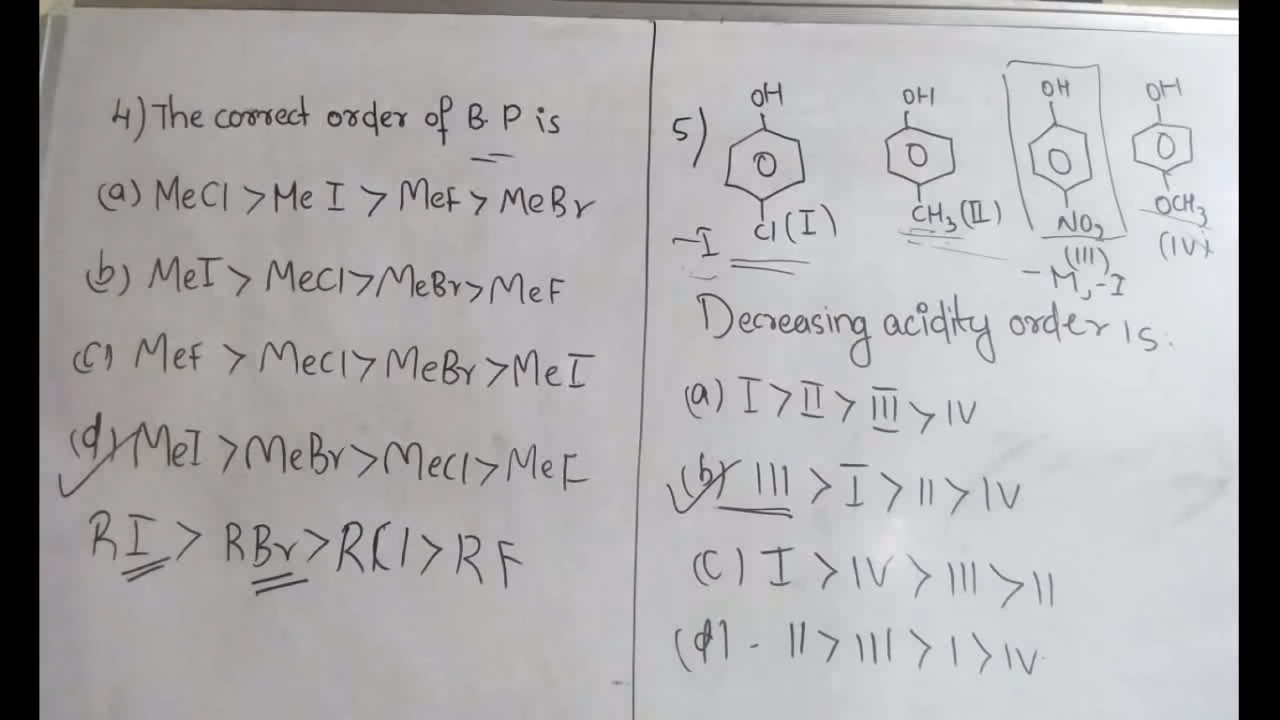 4) The correct order of B.P is
(a) MeCl > MeI > MeF > MeBr
(b) MeI > MeCl > MeBr > MeF
(c) MeF > MeCl > MeBr > MeI
(d) MeI > MeBr > MeCl > MeF
RI > RBr > RCl > RF
5)
OH OH OH OH
Cl (I) CH3 (II) NO2 (III) OCH3 (IV)
-I -M, -I
Decreasing acidity order is.
(a) I > II > III > IV
(b) III > I > II > IV
(c) I > IV > III > II
(d) - II > III > I > IV